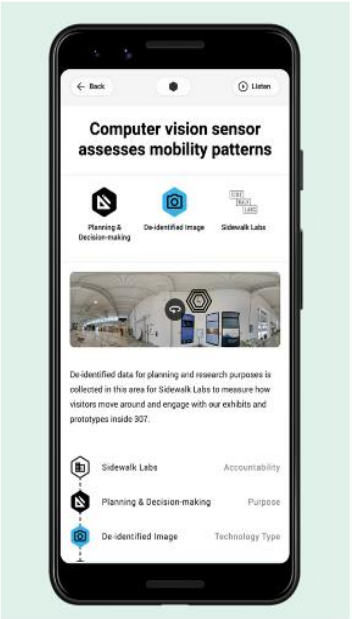 Back
Listen
Computer vision sensor
assesses mobility patterns
Planning &
Decision-making
De-identified Image
SIDE
WALK
LABS
Sidewalk Labs
De-identified data for planning and research purposes is
collected in this area for Sidewalk Labs to measure how
visitors move around and engage with our exhibits and
prototypes inside 307.
Sidewalk Labs Accountability
Planning & Decision-making Purpose
De-identified Image Technology Type